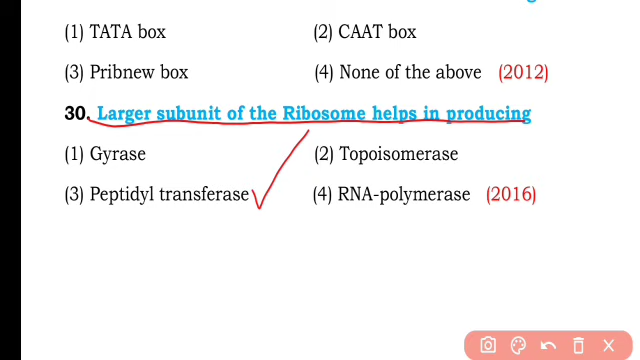 (1) TATA box (2) CAAT box
(3) Pribnew box (4) None of the above (2012)
30. Larger subunit of the Ribosome helps in producing
(1) Gyrase (2) Topoisomerase
(3) Peptidyl transferase (4) RNA-polymerase (2016)